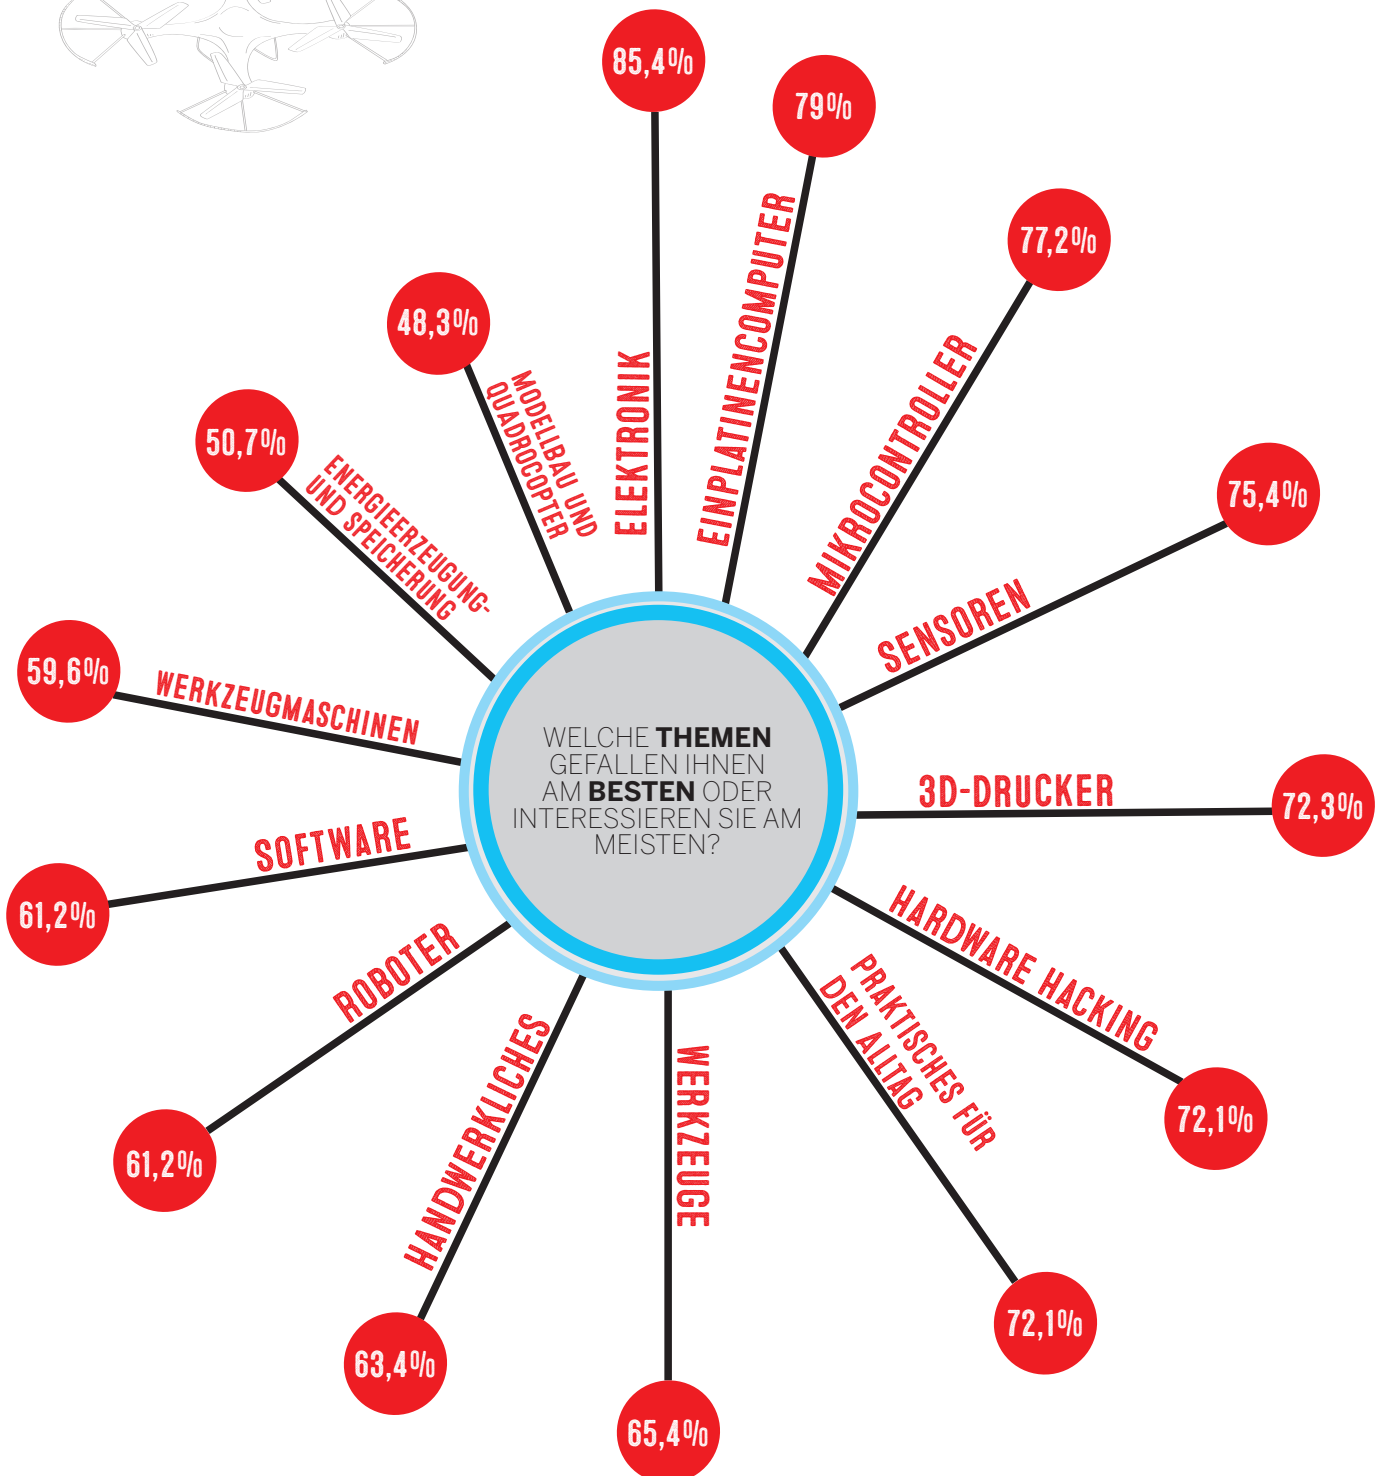 WELCHE THEMEN
GEFALLEN IHNEN
AM BESTEN ODER
INTERESSIEREN SIE AM
MEISTEN?
85,4%
ELEKTRONIK
79%
EINPLATINENCOMPUTER
77,2%
MIKROCONTROLLER
75,4%
SENSOREN
72,3%
3D-DRUCKER
72,1%
HARDWARE HACKING
72,1%
PRAKTISCHES FÜR
DEN ALLTAG
65,4%
WERKZEUGE
63,4%
HANDWERKLICHES
61,2%
ROBOTER
61,2%
SOFTWARE
59,6%
WERKZEUGMASCHINEN
50,7%
ENERGIEERZEUGUNG-
UND SPEICHERUNG
48,3%
MODELLBAU UND
QUADROCOPTER